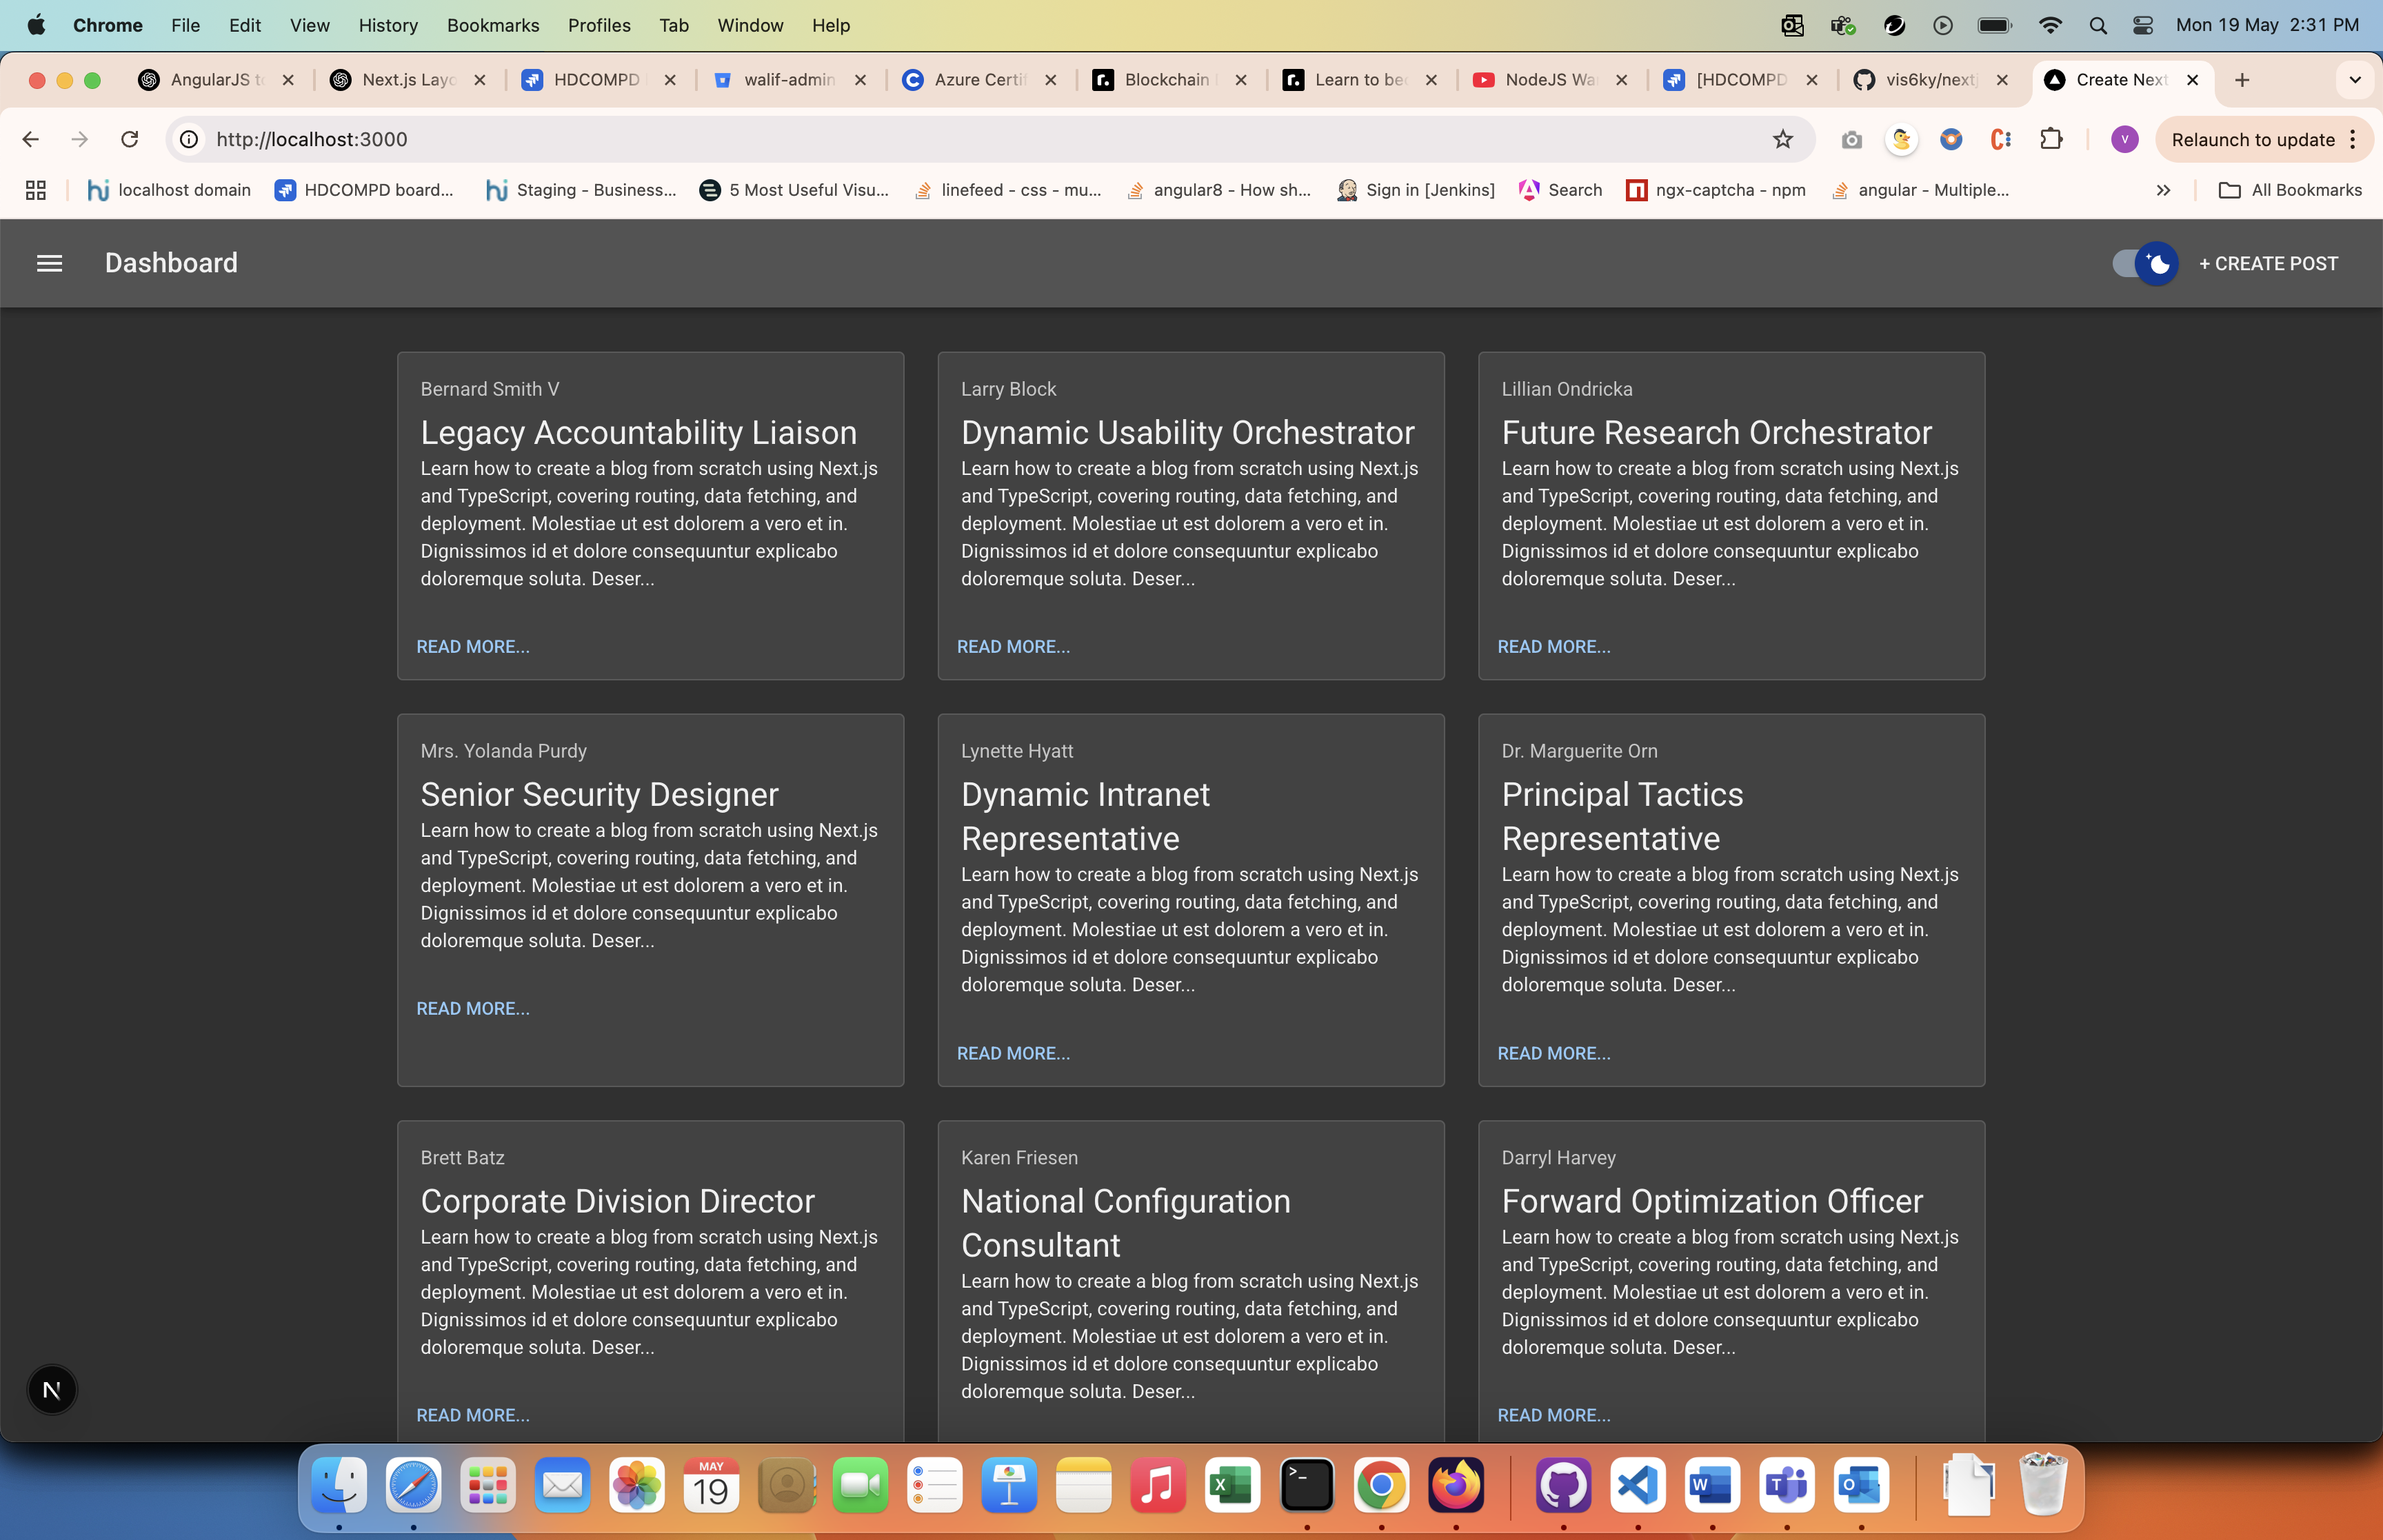 Chrome File Edit View History Bookmarks Profiles Tab Window Help Mon 19 May 2:31 PM
AngularJS to Next.js Layo HDCOMPD walif-admin Azure Certi Blockchain Learn to bec NodeJS Wa [HDCOMPD vis6ky/nextj Create Next
http://localhost:3000 V Relaunch to update
localhost domain HDCOMPD board... Staging - Business... 5 Most Useful Visu... linefeed - css - mu... angular8 - How sh... Sign in [Jenkins] Search ngx-captcha - npm angular - Multiple... All Bookmarks
Dashboard + CREATE POST
Bernard Smith V
Legacy Accountability Liaison
Learn how to create a blog from scratch using Next.js
and TypeScript, covering routing, data fetching, and
deployment. Molestiae ut est dolorem a vero et in.
Dignissimos id et dolore consequuntur explicabo
doloremque soluta. Deser...
READ MORE...
Larry Block
Dynamic Usability Orchestrator
Learn how to create a blog from scratch using Next.js
and TypeScript, covering routing, data fetching, and
deployment. Molestiae ut est dolorem a vero et in.
Dignissimos id et dolore consequuntur explicabo
doloremque soluta. Deser...
READ MORE...
Lillian Ondricka
Future Research Orchestrator
Learn how to create a blog from scratch using Next.js
and TypeScript, covering routing, data fetching, and
deployment. Molestiae ut est dolorem a vero et in.
Dignissimos id et dolore consequuntur explicabo
doloremque soluta. Deser...
READ MORE...
Mrs. Yolanda Purdy
Senior Security Designer
Learn how to create a blog from scratch using Next.js
and TypeScript, covering routing, data fetching, and
deployment. Molestiae ut est dolorem a vero et in.
Dignissimos id et dolore consequuntur explicabo
doloremque soluta. Deser...
READ MORE...
Lynette Hyatt
Dynamic Intranet
Representative
Learn how to create a blog from scratch using Next.js
and TypeScript, covering routing, data fetching, and
deployment. Molestiae ut est dolorem a vero et in.
Dignissimos id et dolore consequuntur explicabo
doloremque soluta. Deser...
READ MORE...
Dr. Marguerite Orn
Principal Tactics
Representative
Learn how to create a blog from scratch using Next.js
and TypeScript, covering routing, data fetching, and
deployment. Molestiae ut est dolorem a vero et in.
Dignissimos id et dolore consequuntur explicabo
doloremque soluta. Deser...
READ MORE...
Brett Batz
Corporate Division Director
Learn how to create a blog from scratch using Next.js
and TypeScript, covering routing, data fetching, and
deployment. Molestiae ut est dolorem a vero et in.
Dignissimos id et dolore consequuntur explicabo
doloremque soluta. Deser...
READ MORE...
Karen Friesen
National Configuration
Consultant
Learn how to create a blog from scratch using Next.js
and TypeScript, covering routing, data fetching, and
deployment. Molestiae ut est dolorem a vero et in.
Dignissimos id et dolore consequuntur explicabo
doloremque soluta. Deser...
Darryl Harvey
Forward Optimization Officer
Learn how to create a blog from scratch using Next.js
and TypeScript, covering routing, data fetching, and
deployment. Molestiae ut est dolorem a vero et in.
Dignissimos id et dolore consequuntur explicabo
doloremque soluta. Deser...
READ MORE...
N
MAY
19
X
>_
W
T
O